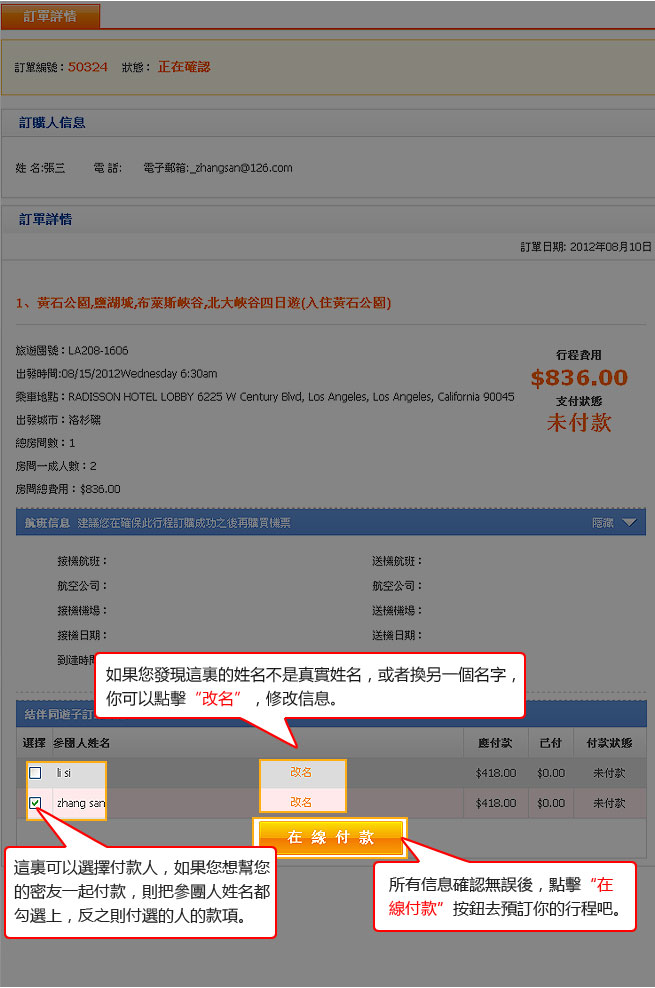 訂單詳情
訂單編號：50324 狀態： 正在確認
訂購人信息
姓 名:張三 電 話: 電子郵箱:_zhangsan@126.com
訂單詳情
訂單日期: 2012年08月10日
1、黃石公園,鹽湖城,布萊斯峽谷,北大峽谷四日遊(入住黃石公園)
旅遊團號：LA208-1606
出發時間:08/15/2012Wednesday 6:30am
乘車地點：RADISSON HOTEL LOBBY 6225 W Century Blvd, Los Angeles, Los Angeles, California 90045
出發城市：洛杉磯
總房間數：1
房間一成人數：2
房間總費用：$836.00
行程費用
$836.00
支付狀態
未付款
航班信息 建議您在確保此行程訂購成功之後再購買機票 隱藏
接機航班： 送機航班：
航空公司： 航空公司：
接機機場： 送機機場：
接機日期： 送機日期：
到達時間
如果您發現這裏的姓名不是真實姓名，或者換另一個名字，
你可以點擊“改名”，修改信息。
結伴同遊子訂
選擇 參團人姓名 應付款 已付 付款狀態
li si 改名 $418.00 $0.00 未付款
zhang san 改名 $418.00 $0.00 未付款
在線付款
這裏可以選擇付款人，如果您想幫您
的密友一起付款，則把參團人姓名都
勾選上，反之則付選的人的款項。
所有信息確認無誤後，點擊“在
線付款”按鈕去預訂你的行程吧。